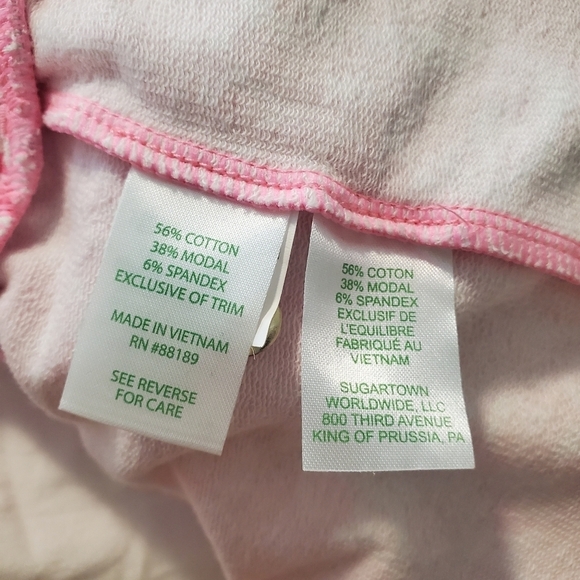 56% COTTON
38% MODAL
6% SPANDEX
EXCLUSIVE OF TRIM
MADE IN VIETNAM
RN #88189
SEE REVERSE
FOR CARE
56% COTON
38% MODAL
6% SPANDEX
EXCLUSIF DE
L'EQUILIBRE
FABRIQUÉ AU
VIETNAM
SUGARTOWN
WORLDWIDE, LLC
800 THIRD AVENUE
KING OF PRUSSIA, PA